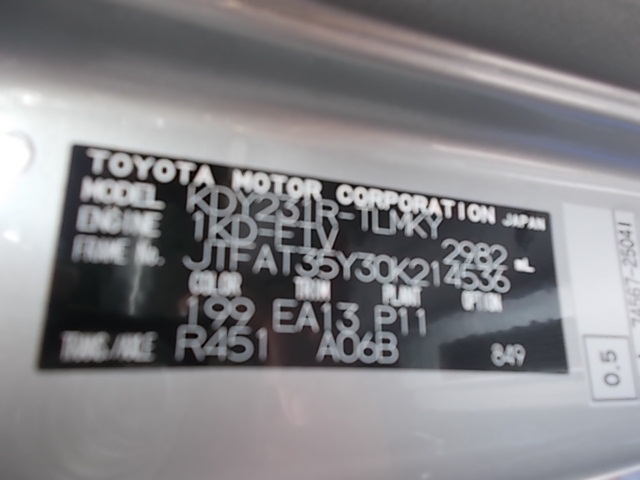 TOYOTA MOTOR CORPORATION JAPAN
MODEL KDY231R-TLMKY
ENGINE 1KD-FTV 2982 mL
FRAME No. JTFAT35Y30K214535
COLOR TRIM PLANT OPTION
199 EA13 P11
TRANS/AXLE R451 A06B 849
0.5